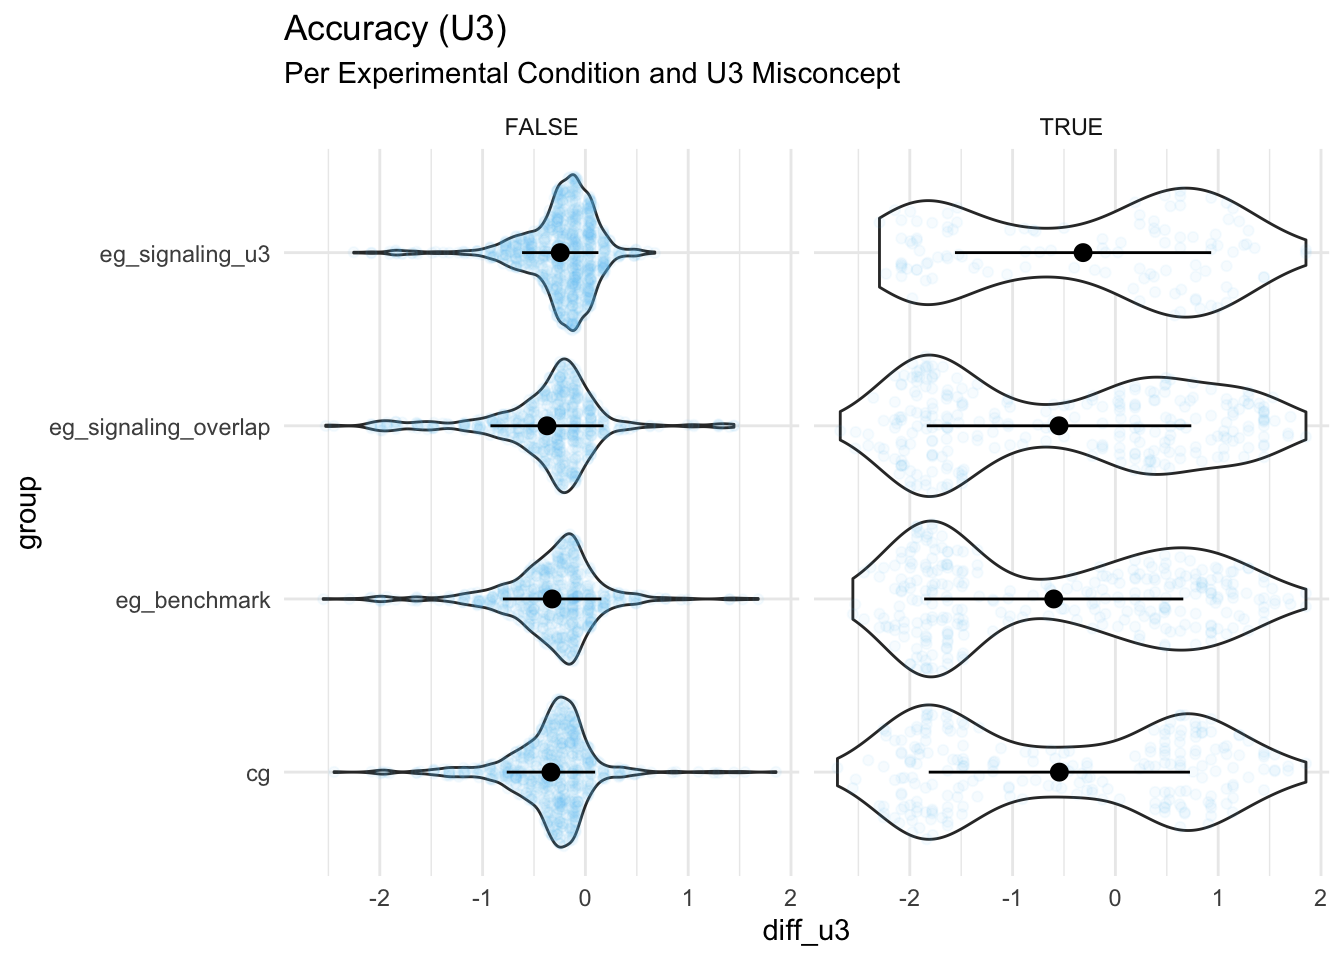 Accuracy (U3)
Per Experimental Condition and U3 Misconcept
FALSE
TRUE
group
eg_signaling_u3
eg_signaling_overlap
eg_benchmark
cg
-2 -1 0 1 2
-2 -1 0 1 2
diff_u3